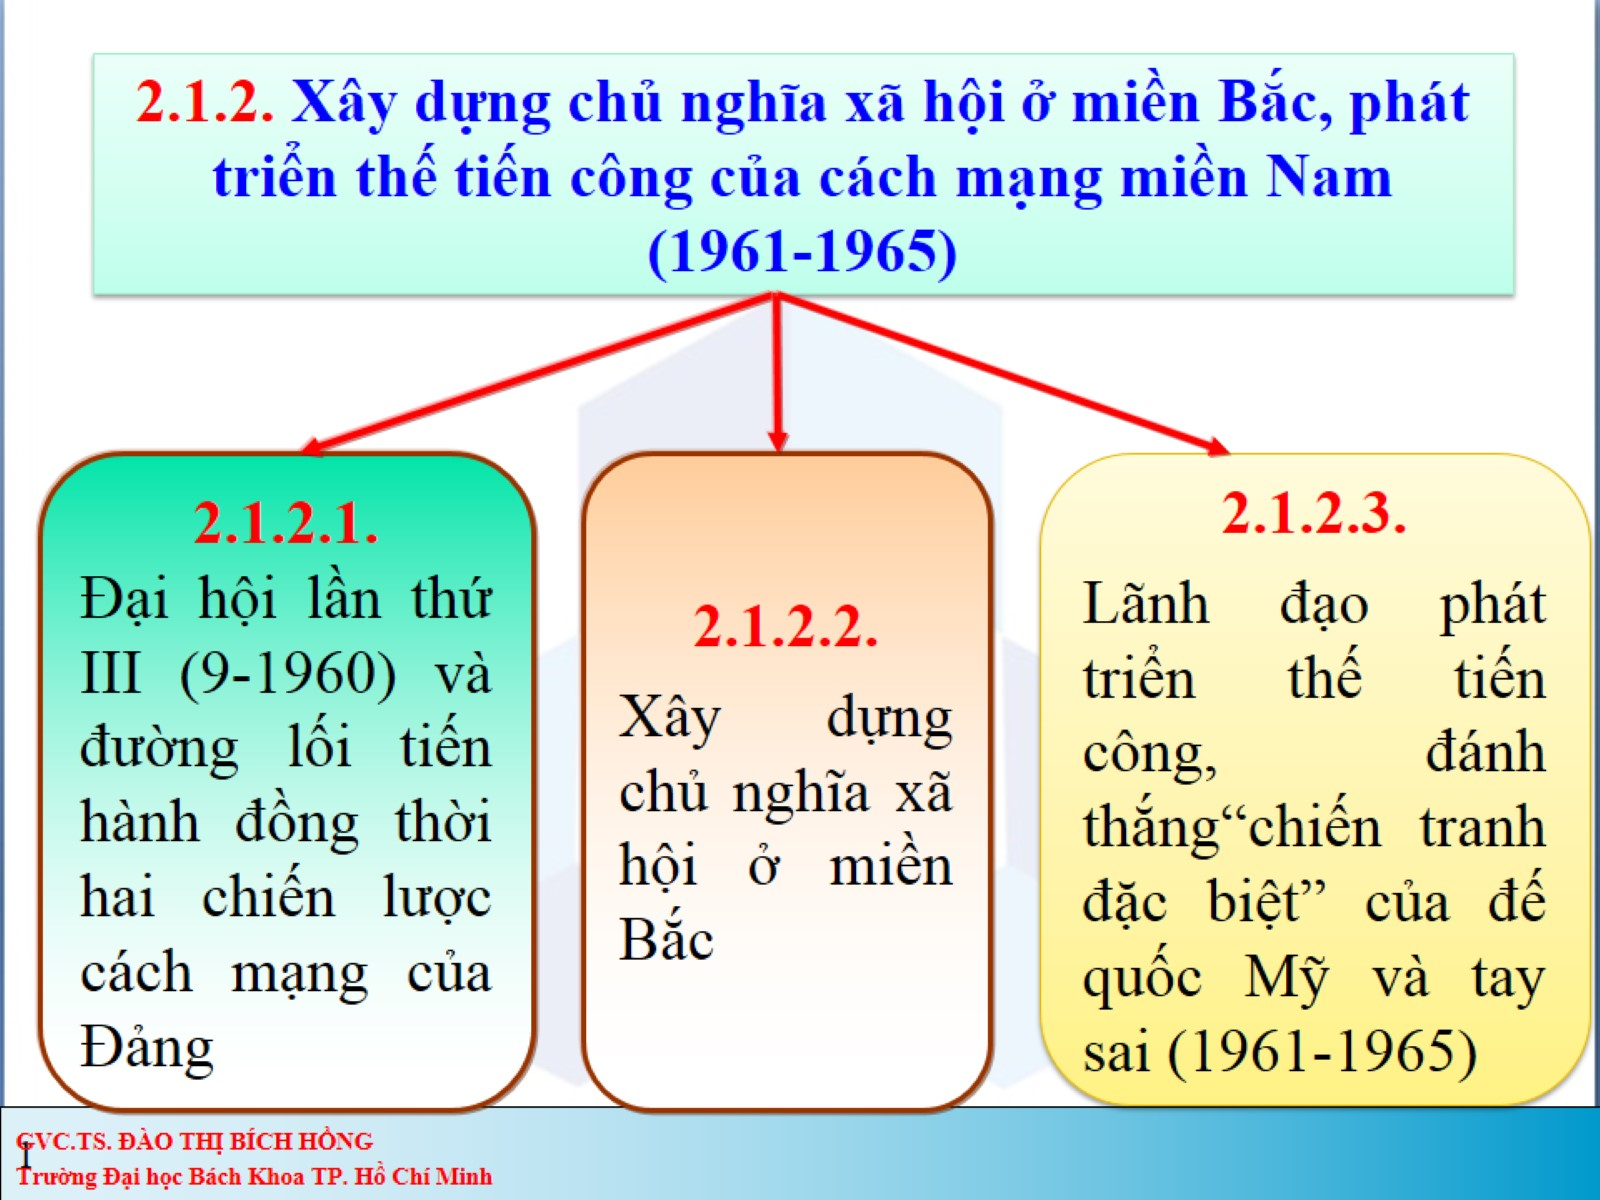 2.1.2. Xây dựng chủ nghĩa xã hội ở miền Bắc, phát
triển thế tiến công của cách mạng miền Nam
(1961-1965)
2.1.2.1.
Đại hội lần thứ
III (9-1960) và
đường lối tiến
hành đồng thời
hai chiến lược
cách mạng của
Đảng
2.1.2.2.
Xây dựng
chủ nghĩa xã
hội ở miền
Bắc
2.1.2.3.
Lãnh đạo phát
triển thế tiến
công, đánh
thắng“chiến tranh
đặc biệt” của đế
quốc Mỹ và tay
sai (1961-1965)
GVC.TS. ĐÀO THỊ BÍCH HỒNG
1
Trường Đại học Bách Khoa TP. Hồ Chí Minh